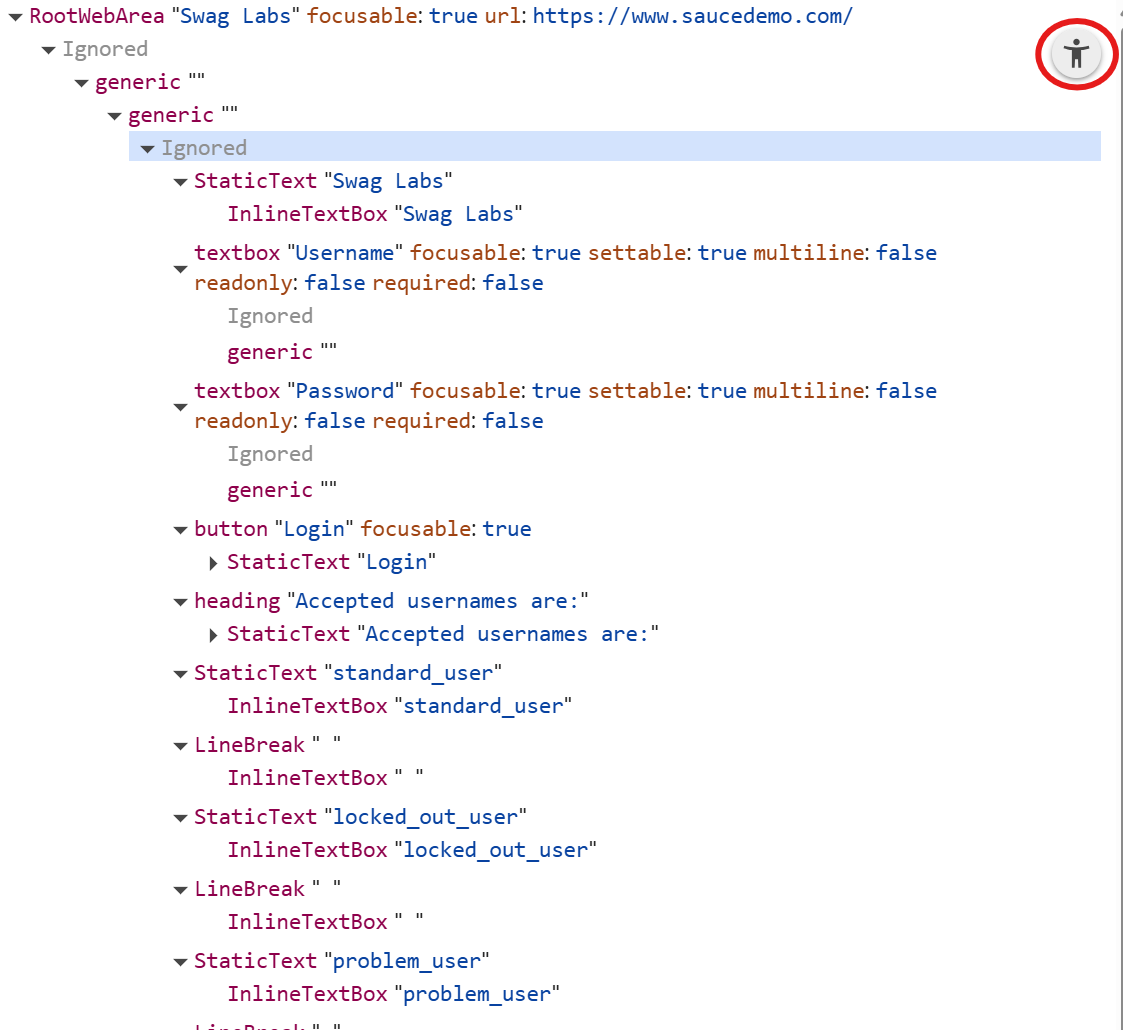 RootWebArea "Swag Labs" focusable: true url: https://www.saucedemo.com/
Ignored
generic ""
generic ""
Ignored
StaticText "Swag Labs"
InlineTextBox "Swag Labs"
textbox "Username" focusable: true settable: true multiline: false
readonly: false required: false
Ignored
generic ""
textbox "Password" focusable: true settable: true multiline: false
readonly: false required: false
Ignored
generic ""
button "Login" focusable: true
StaticText "Login"
heading "Accepted usernames are:"
StaticText "Accepted usernames are:"
StaticText "standard_user"
InlineTextBox "standard_user"
LineBreak " "
InlineTextBox " "
StaticText "locked_out_user"
InlineTextBox "locked_out_user"
LineBreak " "
InlineTextBox " "
StaticText "problem_user"
InlineTextBox "problem_user"
LineBreak " "